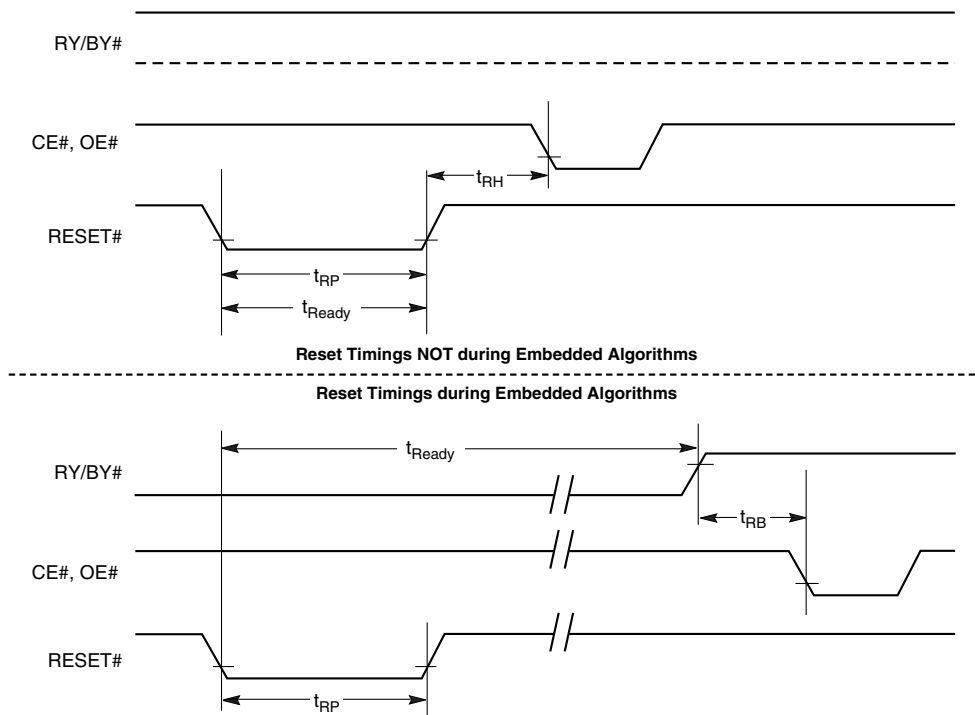 RY/BY#
CE#, OE#
tRH
RESET#
tRP
tReady
Reset Timings NOT during Embedded Algorithms
Reset Timings during Embedded Algorithms
tReady
RY/BY#
tRB
CE#, OE#
RESET#
tRP